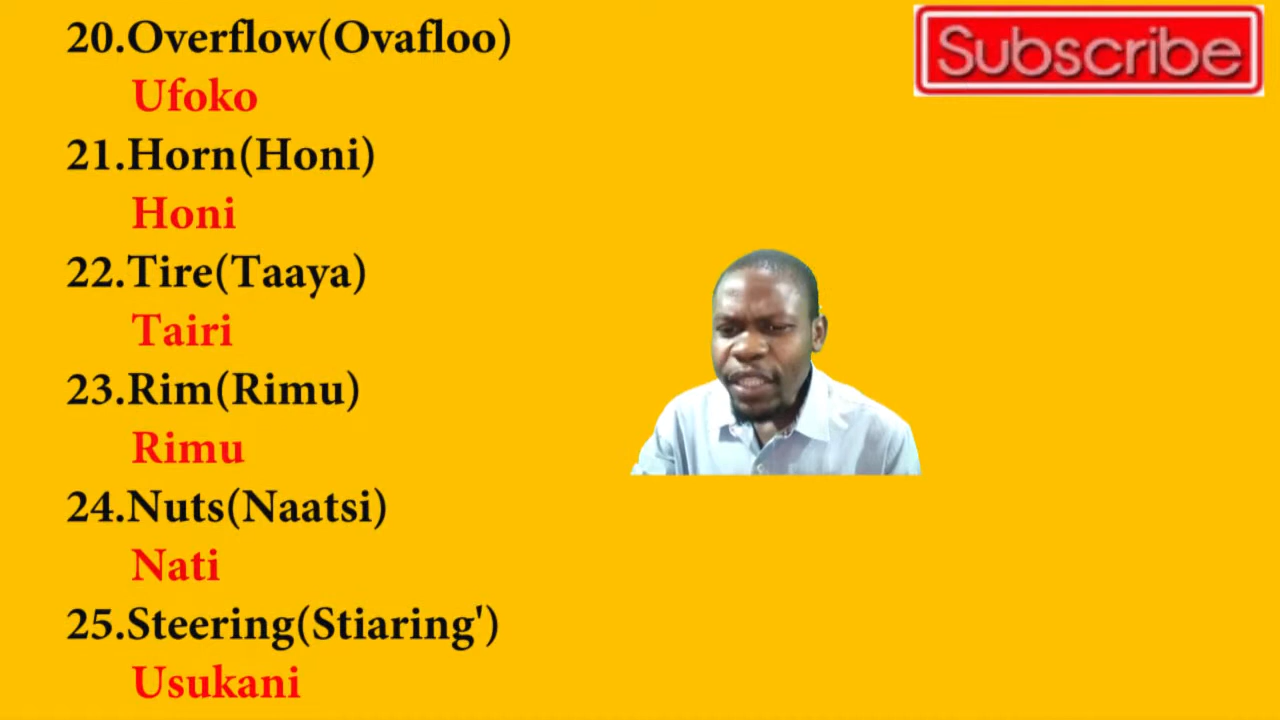 20.Overflow(Ovafloo)
Ufoko
21.Horn(Honi)
Honi
22.Tire(Taaya)
Tairi
23.Rim(Rimu)
Rimu
24.Nuts(Naatsi)
Nati
25.Steering(Stiaring')
Usukani
Subscribe